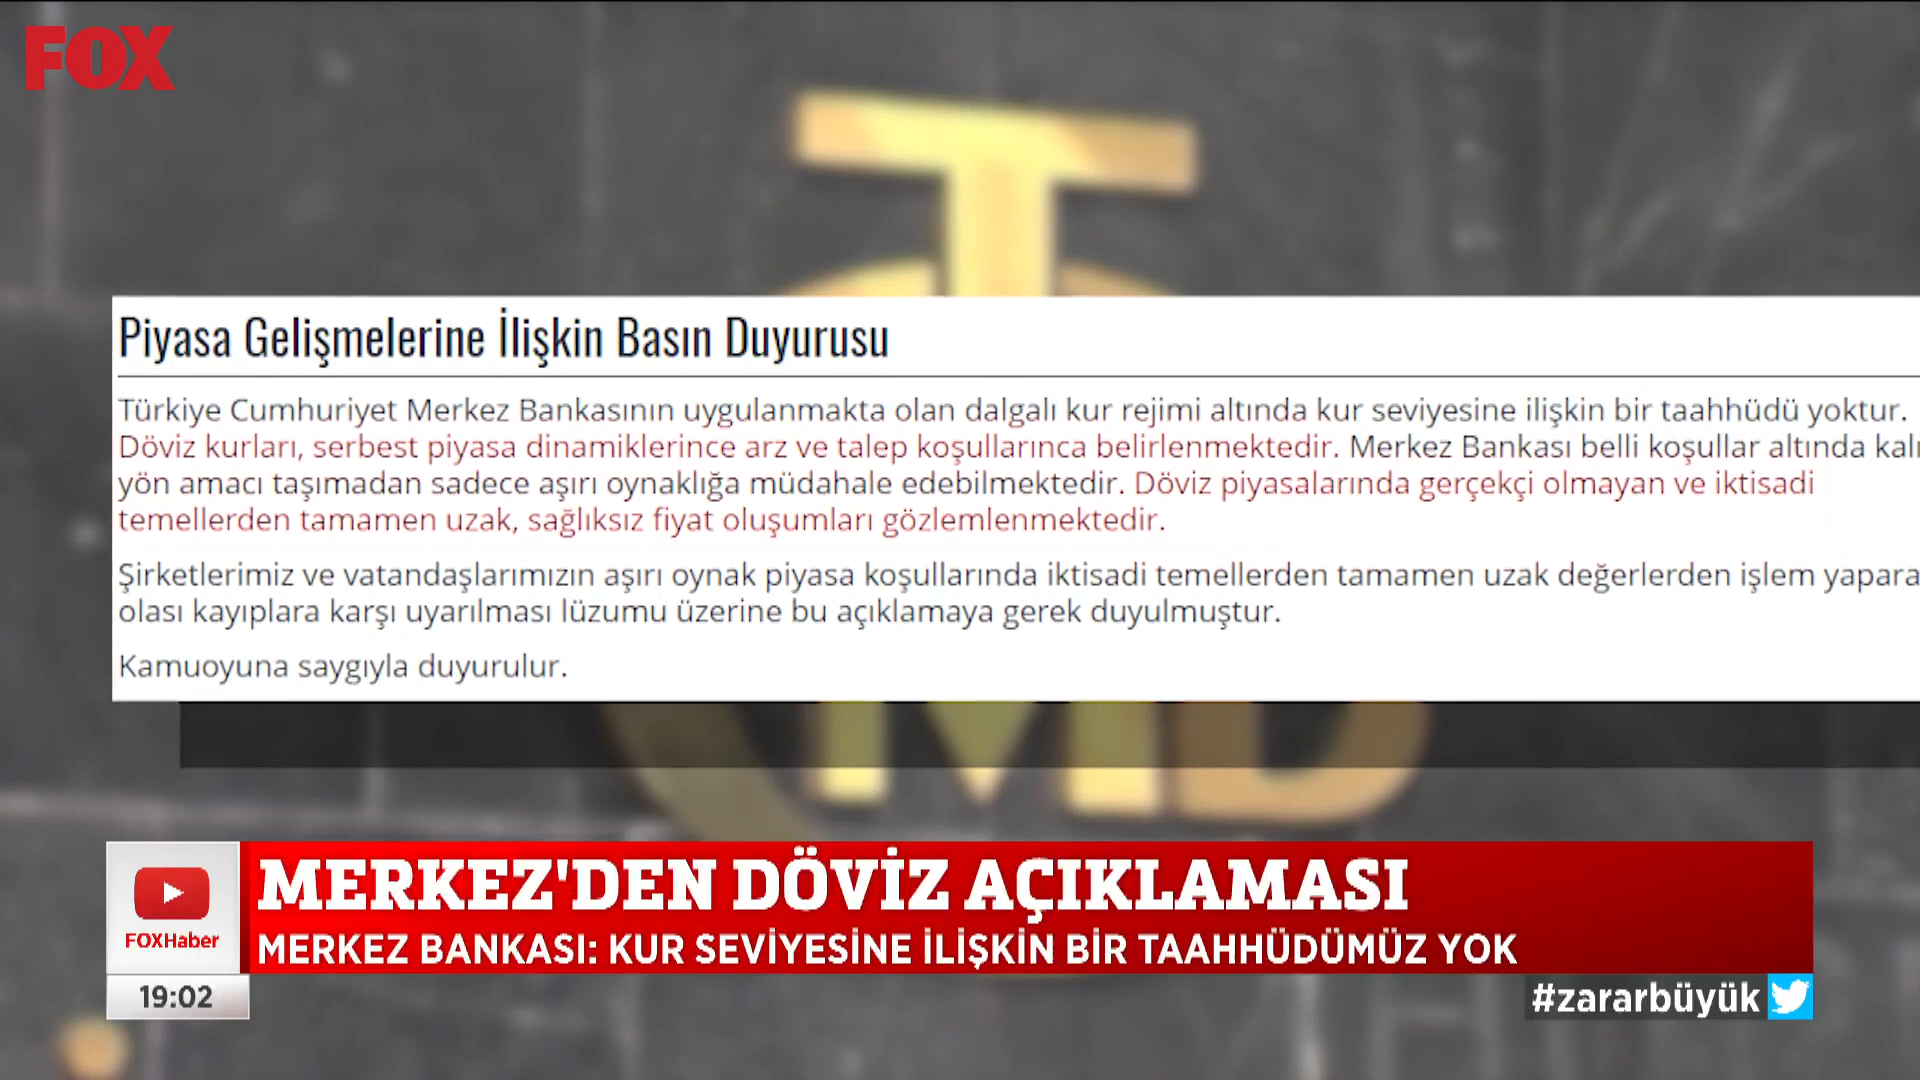 FOX
T
Piyasa Gelişmelerine İlişkin Basın Duyurusu
Türkiye Cumhuriyet Merkez Bankasının uygulanmakta olan dalgalı kur rejimi altında kur seviyesine ilişkin bir taahhüdü yoktur.
Döviz kurları, serbest piyasa dinamiklerince arz ve talep koşullarınca belirlenmektedir. Merkez Bankası belli koşullar altında
yön amacı taşımadan sadece aşırı oynaklığa müdahale edebilmektedir. Döviz piyasalarında gerçekçi olmayan ve iktisadi
temellerden tamamen uzak, sağlıksız fiyat oluşumları gözlemlenmektedir.
Şirketlerimiz ve vatandaşlarımızın aşırı oynak piyasa koşullarında iktisadi temellerden tamamen uzak değerlerden işlem
olası kayıplara karşı uyarılması lüzumu üzerine bu açıklamaya gerek duyulmuştur.
Kamuoyuna saygıyla duyurulur.
MB
MERKEZ'DEN DÖVİZ AÇIKLAMASI
MERKEZ BANKASI: KUR SEVİYESİNE İLİŞKİN BİR TAAHHÜDÜMÜZ YOK
FOXHaber
19:02
#zararbüyük